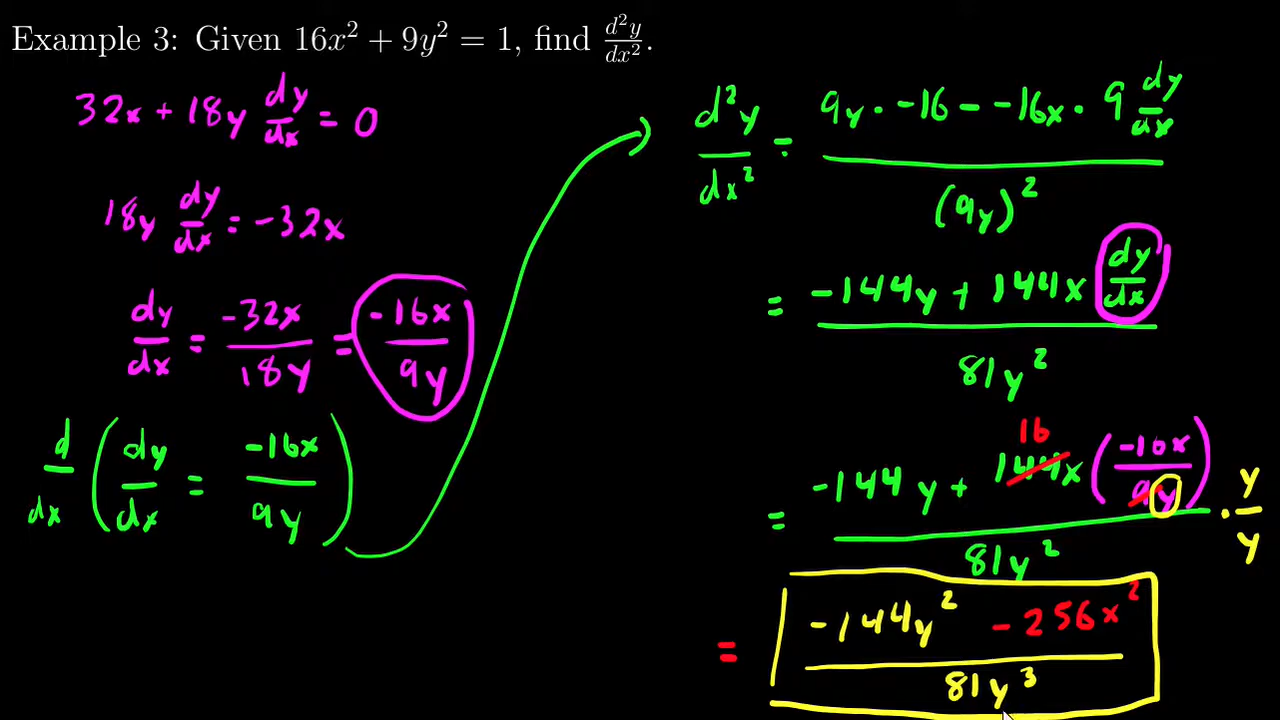 Example 3: Given 16x² + 9y² = 1, find d²y/dx².
32x + 18y dy/dx = 0
18y dy/dx = -32x
dy/dx = -32x/18y = -16x/9y
d/dx (dy/dx = -16x/9y)
d²y/dx² = (9y · -16 - -16x · 9 dy/dx)/(9y)²
= (-144y + 144x dy/dx)/81y²
16
= (-144y + 144x (-16x/9y))/81y² · y/y
= (-144y² - 256x²)/81y³